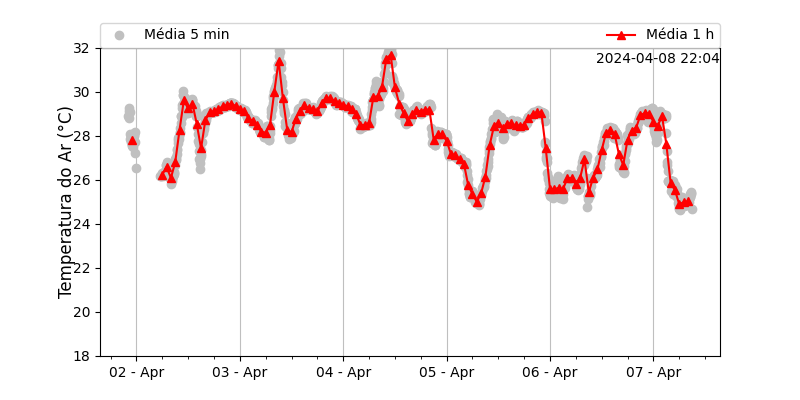 Média 5 min
Média 1 h
2024-04-08 22:04
Temperatura do Ar (°C)
32
30
28
26
24
22
20
18
02 - Apr
03 - Apr
04 - Apr
05 - Apr
06 - Apr
07 - Apr